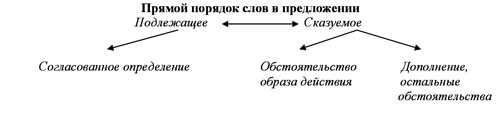 Прямой порядок слов в предложении
Подлежащее Сказуемое
Согласованное определение Обстоятельство Дополнение,
образа действия остальные
обстоятельства